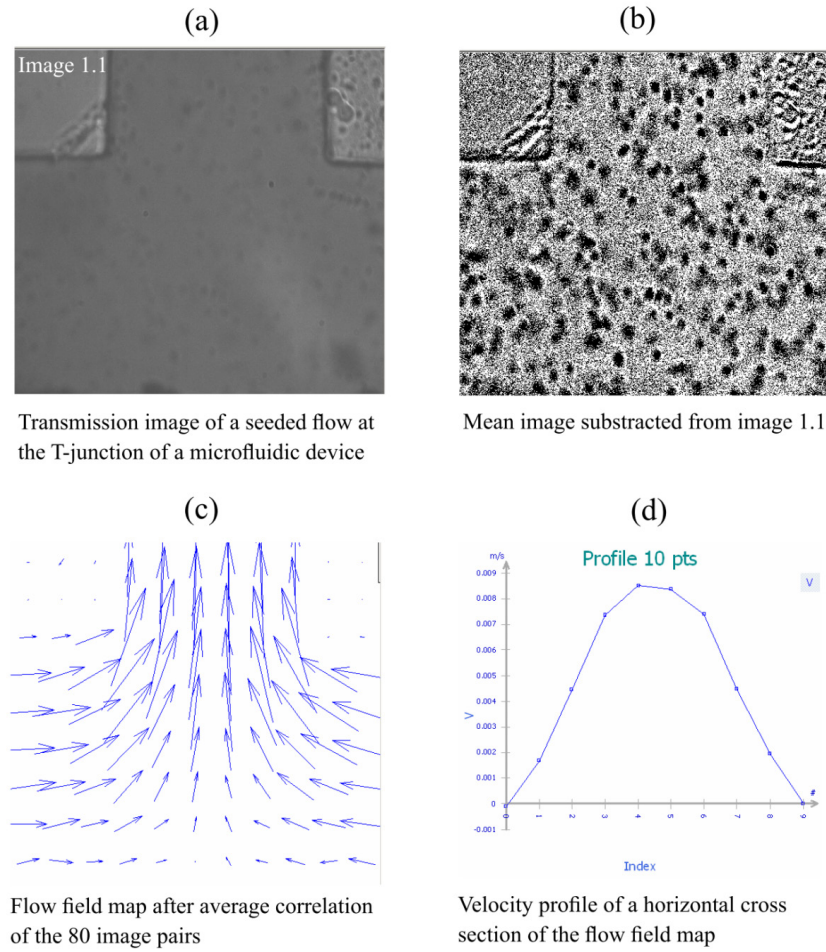 (a)
(b)
Image 1.1
Transmission image of a seeded flow at
the T-junction of a microfluidic device
Mean image substracted from image 1.1
(c)
(d)
m/s
Profile 10 pts
V
0.009
0.008
0.007
0.006
0.005
0.004
V
0.003
0.002
0.001
0
-0.001
#
0
1
2
3
4
5
6
7
8
9
Index
Flow field map after average correlation
of the 80 image pairs
Velocity profile of a horizontal cross
section of the flow field map